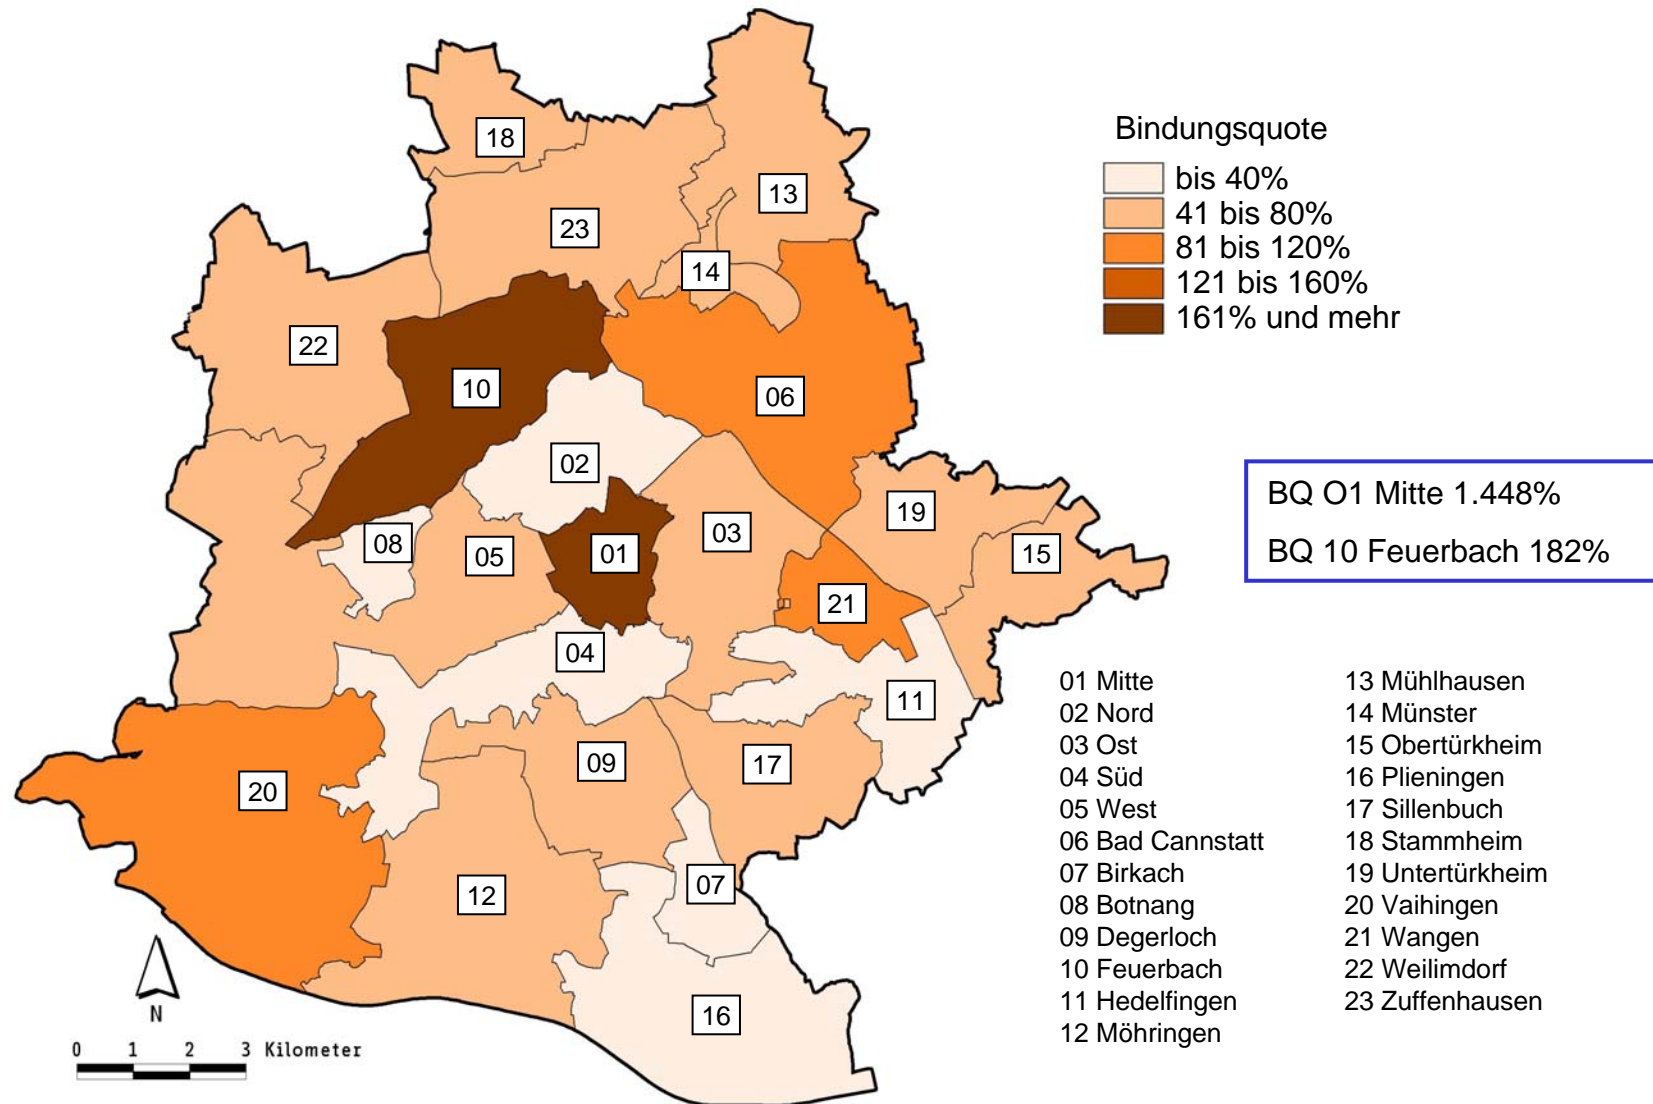 18
13
23
14
22
10
06
02
19
03
15
08
05
01
21
04
11
09
17
20
07
12
16
N
0 1 2 3 Kilometer
Bindungsquote
bis 40%
41 bis 80%
81 bis 120%
121 bis 160%
161% und mehr
BQ O1 Mitte 1.448%
BQ 10 Feuerbach 182%
01 Mitte
02 Nord
03 Ost
04 Süd
05 West
06 Bad Cannstatt
07 Birkach
08 Botnang
09 Degerloch
10 Feuerbach
11 Hedelfingen
12 Möhringen
13 Mühlhausen
14 Münster
15 Obertürkheim
16 Plieningen
17 Sillenbuch
18 Stammheim
19 Untertürkheim
20 Vaihingen
21 Wangen
22 Weilimdorf
23 Zuffenhausen